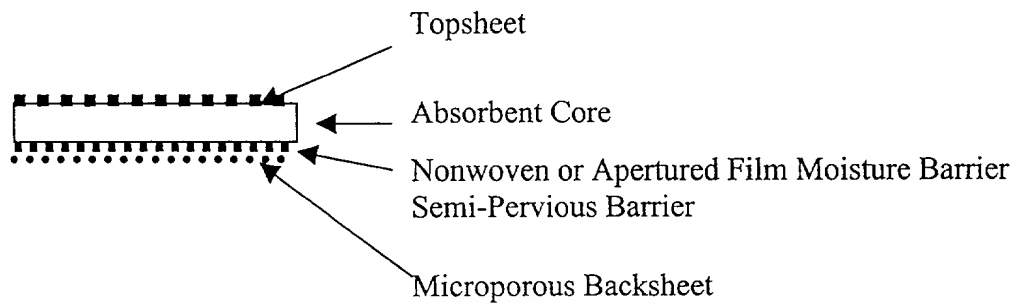 Topsheet
Absorbent Core
Nonwoven or Apertured Film Moisture Barrier
Semi-Pervious Barrier
Microporous Backsheet